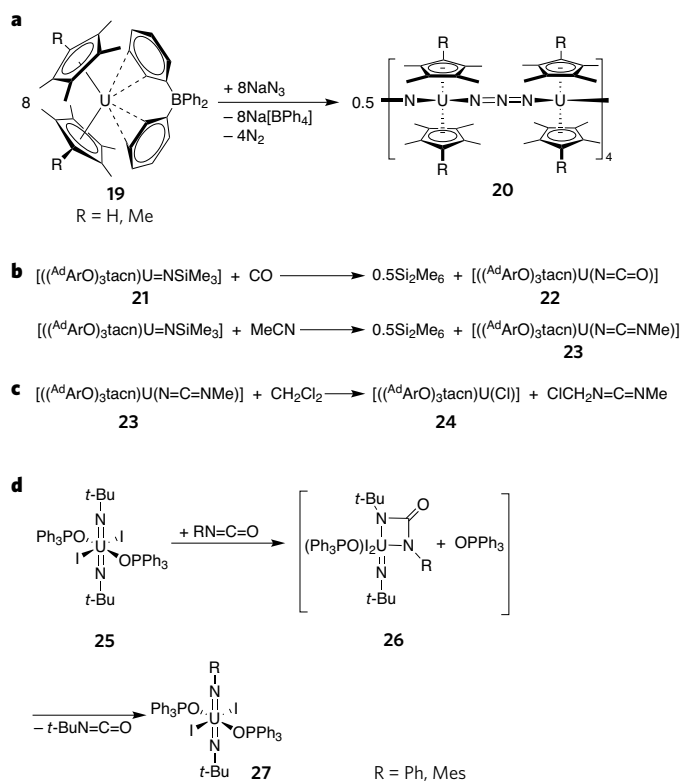 a
R
R
8
U
BPh2
19
R = H, Me
+ 8NaN3
– 8Na[BPh4]
– 4N2
0.5
R
R
N U N=N=N U
R
R
4
20
b
[((AdArO)3tacn)U=NSiMe3] + CO 0.5Si2Me6 + [((AdArO)3tacn)U(N=C=O)]
21
22
[((AdArO)3tacn)U=NSiMe3] + MeCN 0.5Si2Me6 + [((AdArO)3tacn)U(N=C=NMe)]
23
c
[((AdArO)3tacn)U(N=C=NMe)] + CH2Cl2 [((AdArO)3tacn)U(Cl)] + ClCH2N=C=NMe
23
24
d
t-Bu
N
Ph3PO I
U
I OPPh3
N
t-Bu
25
+ RN=C=O
t-Bu
O
N
(Ph3PO)I2U N
R
N
t-Bu
+ OPPh3
26
– t-BuN=C=O
R
N
Ph3PO I
U
I OPPh3
N
t-Bu
27
R = Ph, Mes